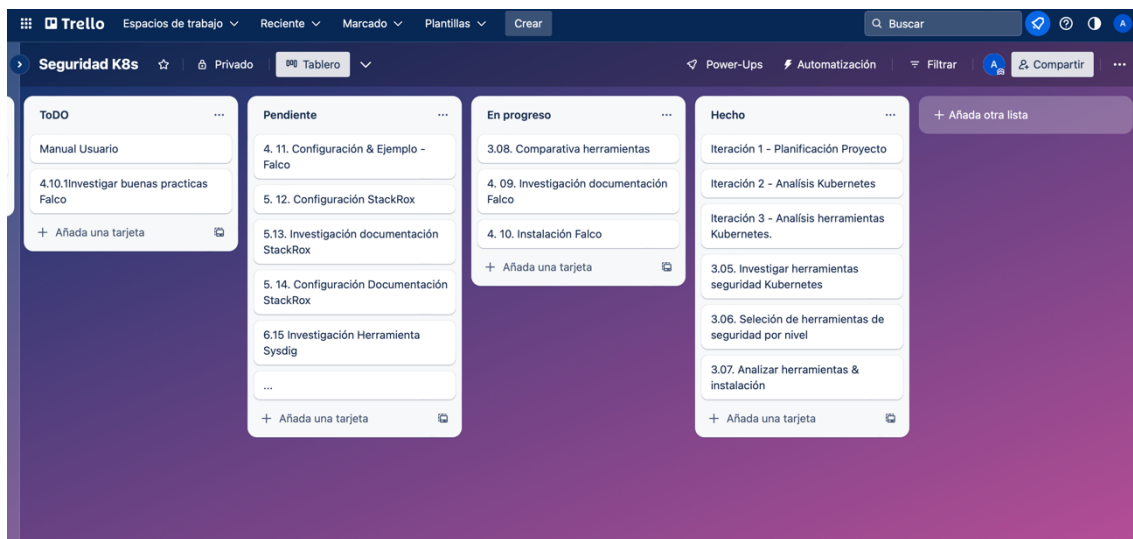 Trello Espacios de trabajo Reciente Marcado Plantillas Crear Buscar A
Seguridad K8s Privado Tablero Power-Ups Automatización Filtrar A Compartir ...
ToDO ...
Manual Usuario
4.10.1Investigar buenas practicas
Falco
+ Añada una tarjeta
Pendiente ...
4. 11. Configuración & Ejemplo -
Falco
5. 12. Configuración StackRox
5.13. Investigación documentación
StackRox
5. 14. Configuración Documentación
StackRox
6.15 Investigación Herramienta
Sysdig
...
+ Añada una tarjeta
En progreso ...
3.08. Comparativa herramientas
4. 09. Investigación documentación
Falco
4. 10. Instalación Falco
+ Añada una tarjeta
Hecho ...
Iteración 1 - Planificación Proyecto
Iteración 2 - Analísis Kubernetes
Iteración 3 - Analísis herramientas
Kubernetes.
3.05. Investigar herramientas
seguridad Kubernetes
3.06. Seleción de herramientas de
seguridad por nivel
3.07. Analizar herramientas &
instalación
+ Añada una tarjeta
+ Añada otra lista